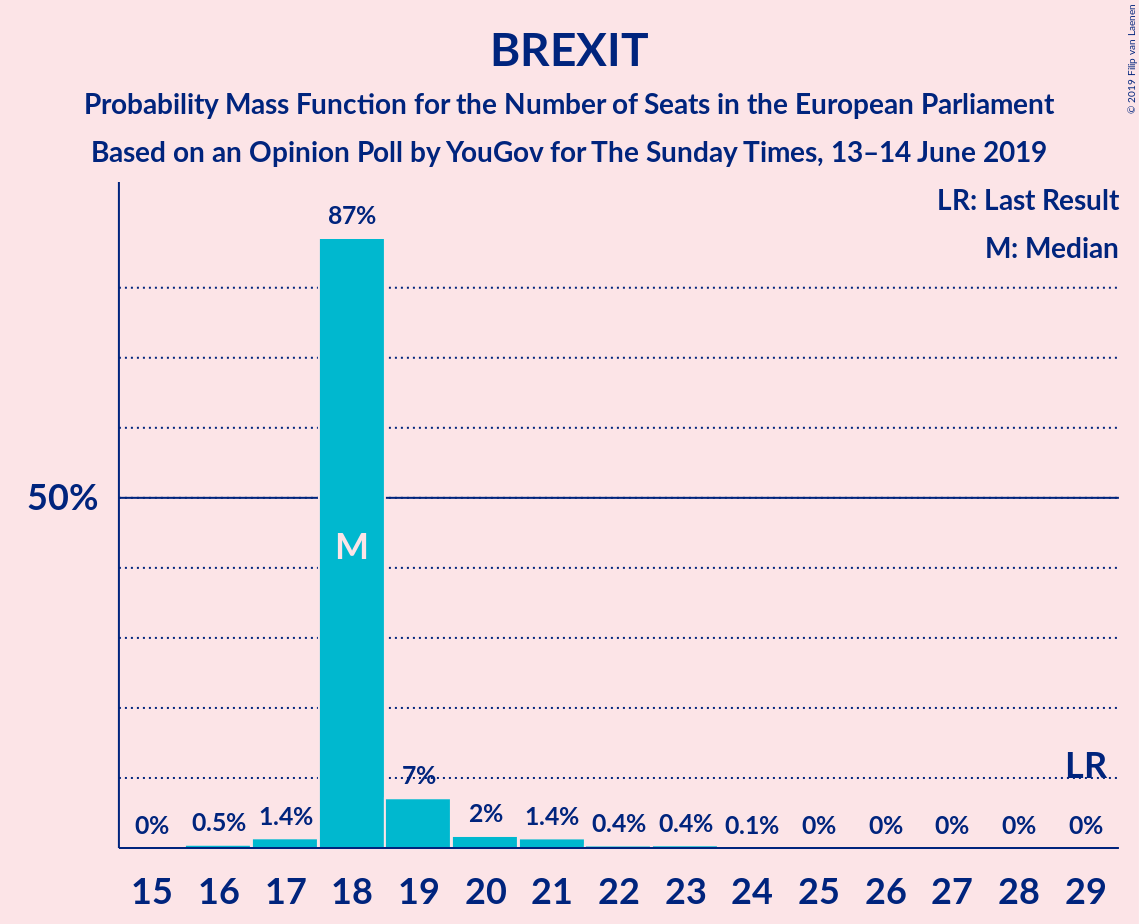 BREXIT
Probability Mass Function for the Number of Seats in the European Parliament
Based on an Opinion Poll by YouGov for The Sunday Times, 13–14 June 2019
© 2019 Filip van Laenen
LR: Last Result
M: Median
87%
50%
M
LR
7%
0% 0.5% 1.4% 2% 1.4% 0.4% 0.4% 0.1% 0% 0% 0% 0% 0%
15 16 17 18 19 20 21 22 23 24 25 26 27 28 29